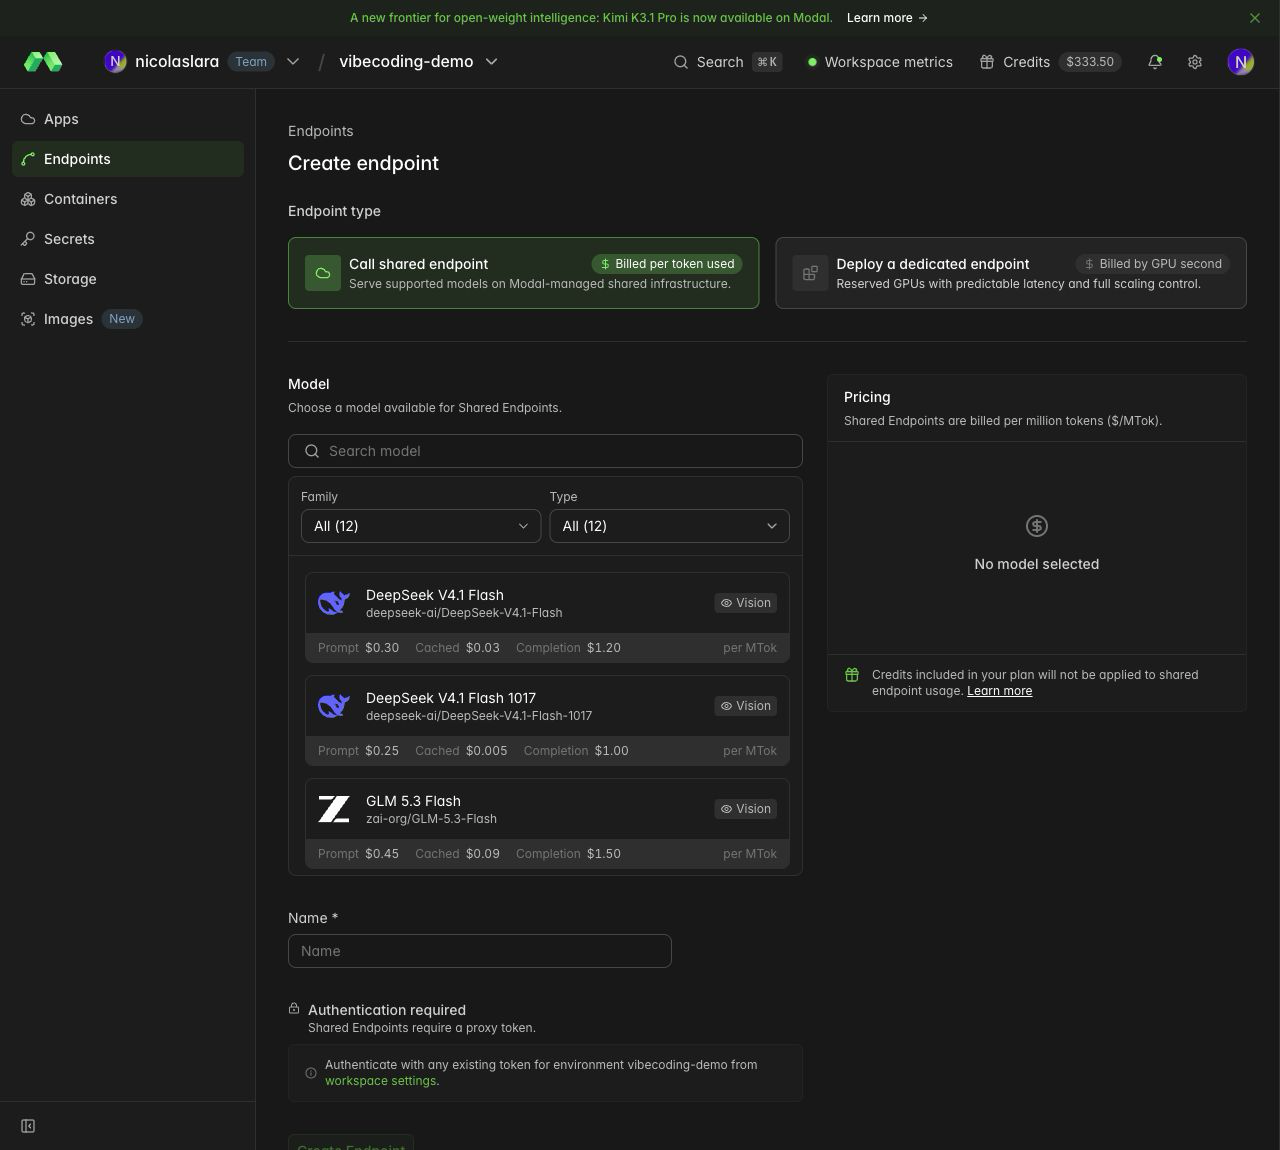 A new frontier for open-weight intelligence: Kimi K3.1 Pro is now available on Modal. Learn more →
N nicolaslara Team / vibecoding-demo Search ⌘K Workspace metrics Credits $333.50 N
Apps
Endpoints
Containers
Secrets
Storage
Images New
Endpoints
Create endpoint
Endpoint type
Call shared endpoint Billed per token used
Serve supported models on Modal-managed shared infrastructure.
Deploy a dedicated endpoint Billed by GPU second
Reserved GPUs with predictable latency and full scaling control.
Model
Choose a model available for Shared Endpoints.
Search model
Family Type
All (12) All (12)
DeepSeek V4.1 Flash
deepseek-ai/DeepSeek-V4.1-Flash
Vision
Prompt $0.30 Cached $0.03 Completion $1.20 per MTok
DeepSeek V4.1 Flash 1017
deepseek-ai/DeepSeek-V4.1-Flash-1017
Vision
Prompt $0.25 Cached $0.005 Completion $1.00 per MTok
GLM 5.3 Flash
zai-org/GLM-5.3-Flash
Vision
Prompt $0.45 Cached $0.09 Completion $1.50 per MTok
Pricing
Shared Endpoints are billed per million tokens ($/MTok).
No model selected
Credits included in your plan will not be applied to shared
endpoint usage. Learn more
Name *
Name
Authentication required
Shared Endpoints require a proxy token.
Authenticate with any existing token for environment vibecoding-demo from
workspace settings.
Create Endpoint